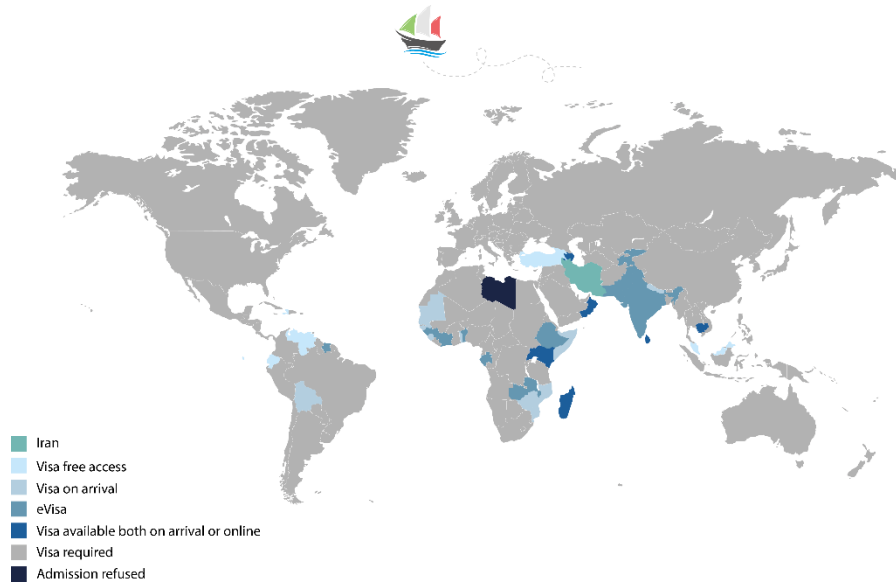 Iran
Visa free access
Visa on arrival
eVisa
Visa available both on arrival or online
Visa required
Admission refused